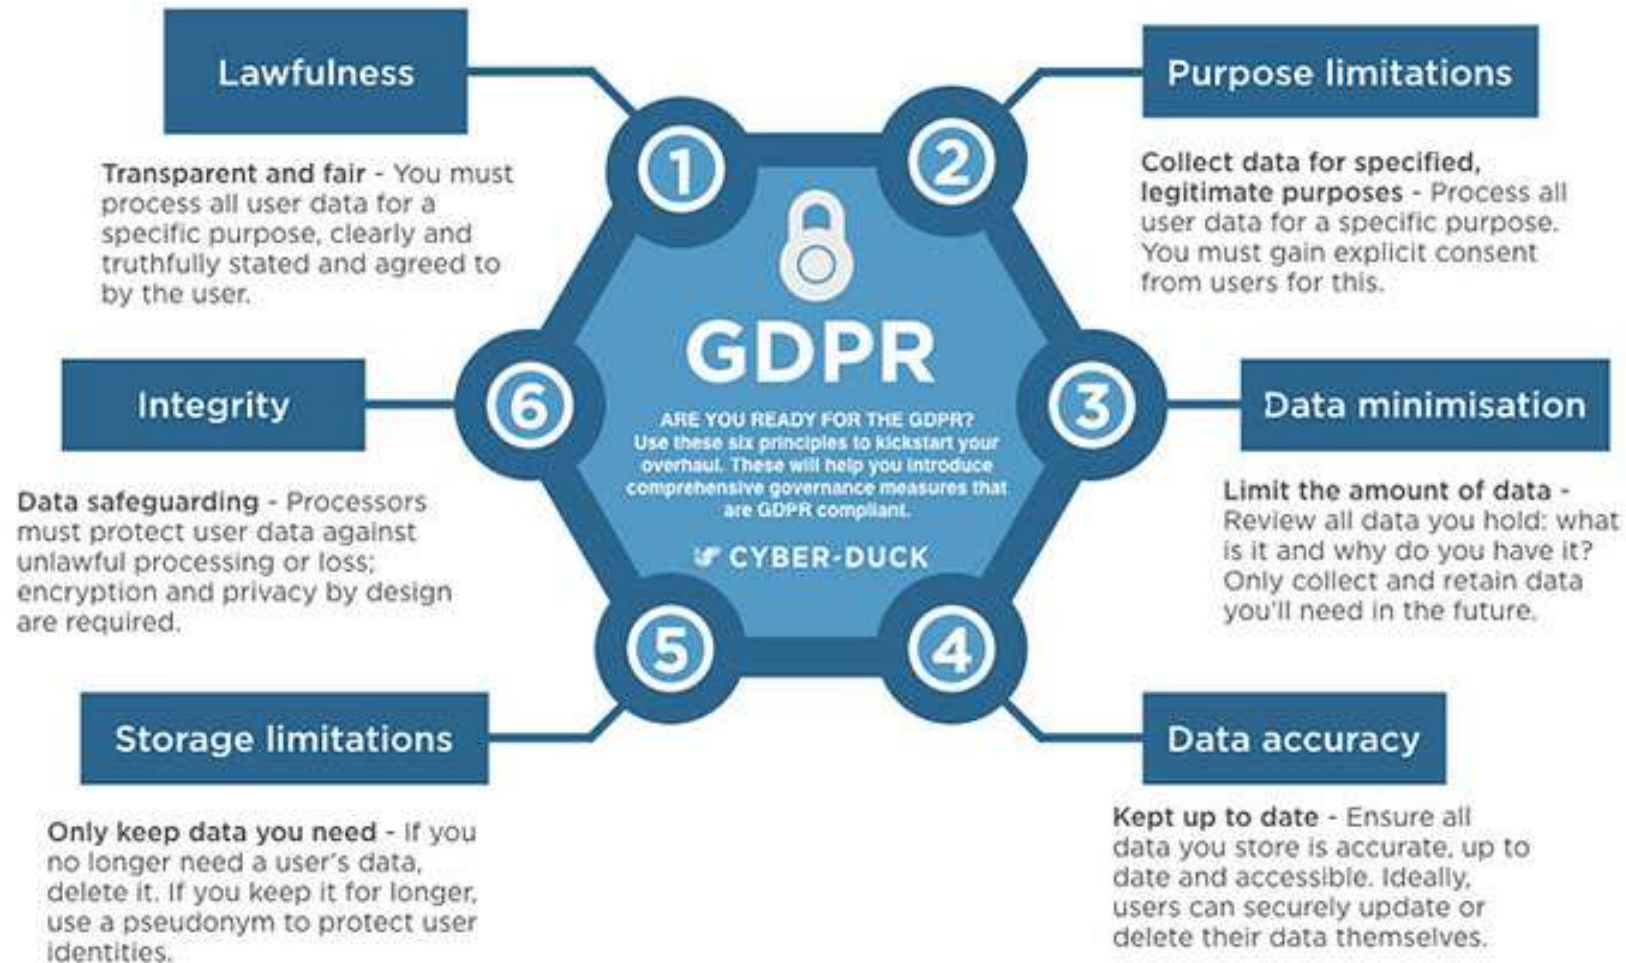 Lawfulness
Transparent and fair - You must
process all user data for a
specific purpose, clearly and
truthfully stated and agreed to
by the user.
1
2
Purpose limitations
Collect data for specified,
legitimate purposes - Process all
user data for a specific purpose.
You must gain explicit consent
from users for this.
GDPR
ARE YOU READY FOR THE GDPR?
Use these six principles to kickstart your
overhaul. These will help you introduce
comprehensive governance measures that
are GDPR compliant.
CYBER-DUCK
3
Data minimisation
Limit the amount of data -
Review all data you hold: what
is it and why do you have it?
Only collect and retain data
you'll need in the future.
4
Data accuracy
Kept up to date - Ensure all
data you store is accurate, up to
date and accessible. Ideally,
users can securely update or
delete their data themselves.
5
Storage limitations
Only keep data you need - If you
no longer need a user's data,
delete it. If you keep it for longer,
use a pseudonym to protect user
identities.
6
Integrity
Data safeguarding - Processors
must protect user data against
unlawful processing or loss;
encryption and privacy by design
are required.